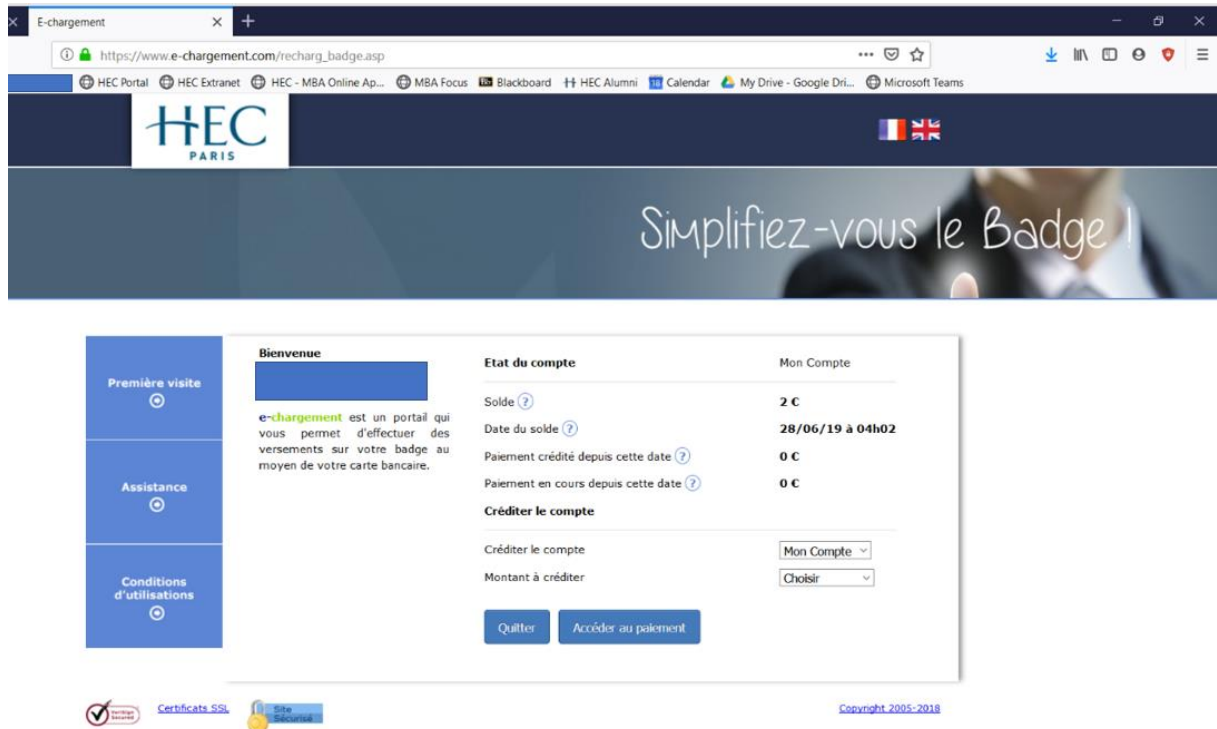 E-chargement
https://www.e-chargement.com/recharg_badge.asp
HEC Portal HEC Extranet HEC - MBA Online Ap... MBA Focus Bb Blackboard HEC Alumni 18 Calendar My Drive - Google Dri... Microsoft Teams
HEC
PARIS
Simplifiez-vous le Badge !
Première visite
Assistance
Conditions
d'utilisations
Bienvenue
e-chargement est un portail qui
vous permet d'effectuer des
versements sur votre badge au
moyen de votre carte bancaire.
Etat du compte Mon Compte
Solde ? 2 €
Date du solde ? 28/06/19 à 04h02
Paiement crédité depuis cette date ? 0 €
Paiement en cours depuis cette date ? 0 €
Créditer le compte
Créditer le compte Mon Compte
Montant à créditer Choisir
Quitter Accéder au paiement
VeriSign
Secured
Certificats SSL
Site
Sécurisé
Copyright 2005-2018